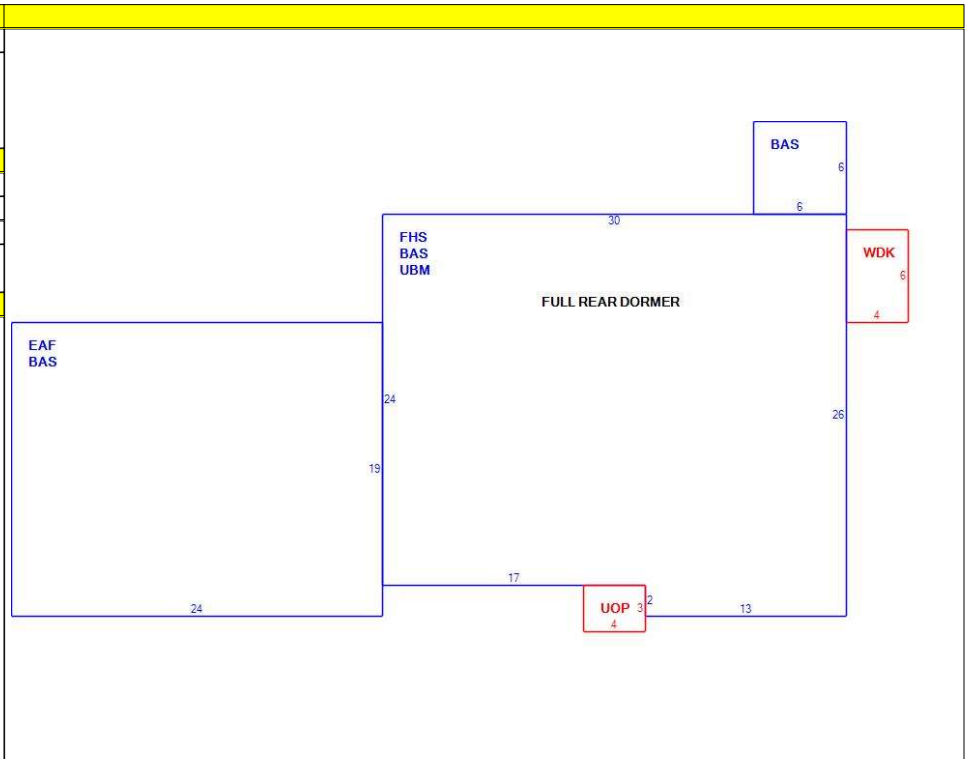 BAS
6
6
30
FHS
BAS
UBM
WDK
6
4
FULL REAR DORMER
EAF
BAS
24
26
19
17
24
UOP 3
2
4
13